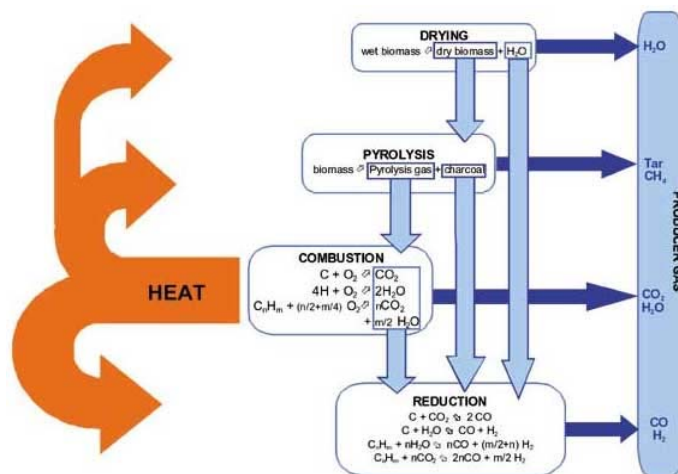 DRYING
wet biomass ⬀ dry biomass + H₂O
H₂O
PYROLYSIS
biomass ⬀ Pyrolysis gas + charcoal
Tar
CH₄
PRODUCER GAS
COMBUSTION
C + O₂ ⬀ CO₂
4H + O₂ ⬀ 2H₂O
CₙHₘ + (n/2+m/4) O₂ ⬀ nCO₂
+ m/2 H₂O
HEAT
CO₂
H₂O
REDUCTION
C + CO₂ ⬂ 2 CO
C + H₂O ⬂ CO + H₂
CₙHₘ + nH₂O ⬂ nCO + (m/2+n) H₂
CₙHₘ + nCO₂ ⬂ 2nCO + m/2 H₂
CO
H₂